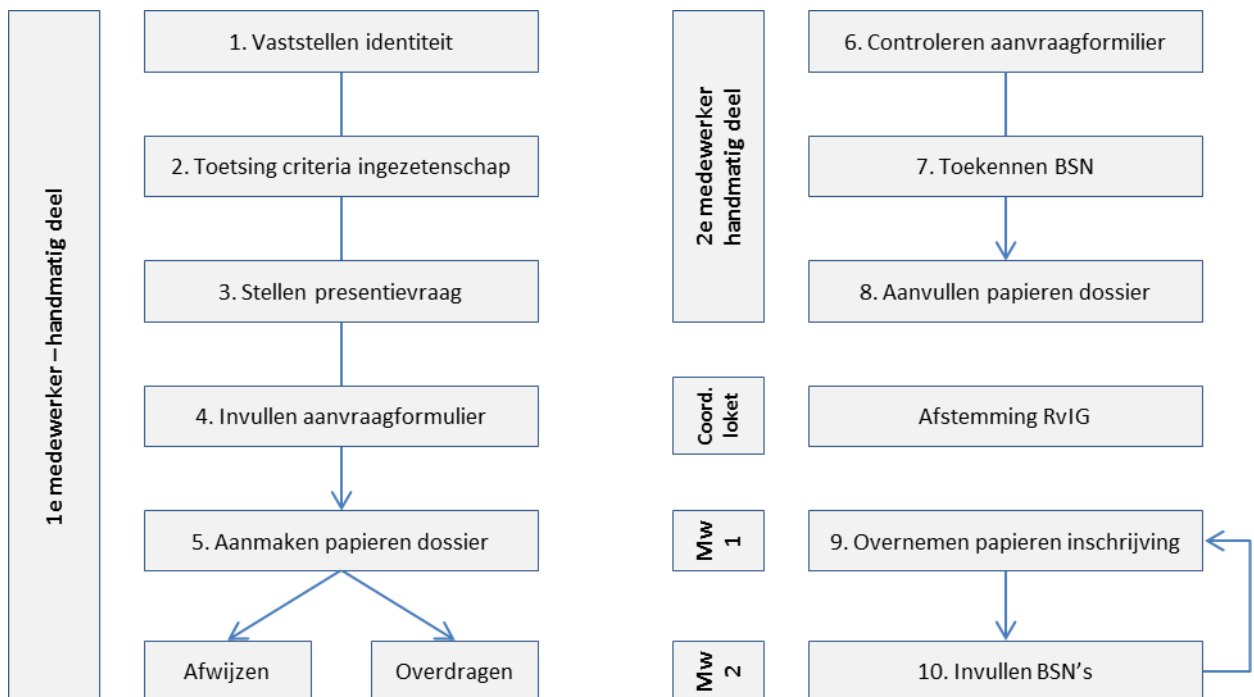 1e medewerker – handmatig deel
1. Vaststellen identiteit
2. Toetsing criteria ingezetenschap
3. Stellen presentievraag
4. Invullen aanvraagformulier
5. Aanmaken papieren dossier
Afwijzen
Overdragen
2e medewerker
handmatig deel
6. Controleren aanvraagformilier
7. Toekennen BSN
8. Aanvullen papieren dossier
Coord.
loket
Afstemming RvIG
Mw
1
9. Overnemen papieren inschrijving
Mw
2
10. Invullen BSN's